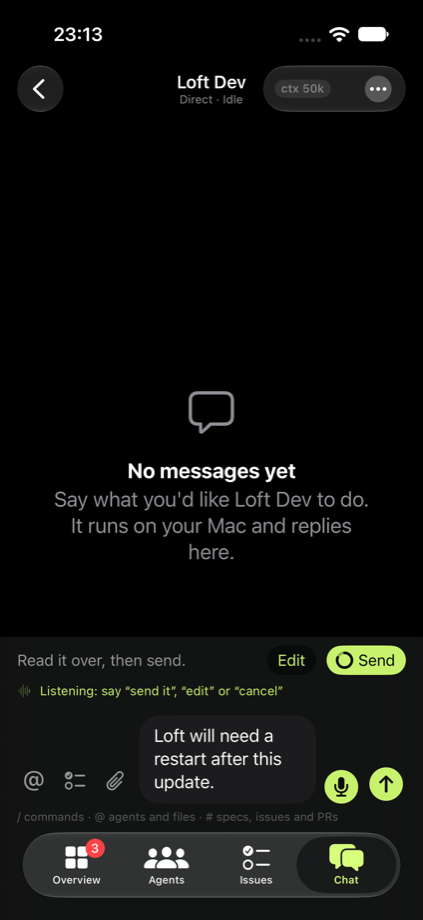 23:13
Loft Dev
Direct · Idle
ctx 50k
No messages yet
Say what you'd like Loft Dev to do.
It runs on your Mac and replies
here.
Read it over, then send.
Edit
Send
Listening: say “send it”, “edit” or “cancel”
Loft will need a
restart after this
update.
/ commands · @ agents and files · # specs, issues and PRs
3
Overview
Agents
Issues
Chat